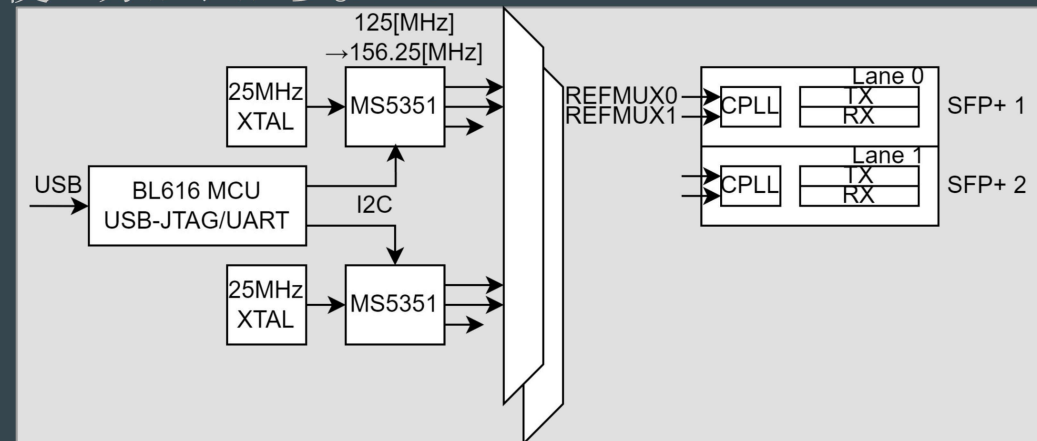 125[MHz]
→156.25[MHz]
25MHz
XTAL
MS5351
REFMUX0
REFMUX1
CPLL
Lane 0
TX
RX
SFP+ 1
USB
BL616 MCU
USB-JTAG/UART
I2C
CPLL
Lane 1
TX
RX
SFP+ 2
25MHz
XTAL
MS5351